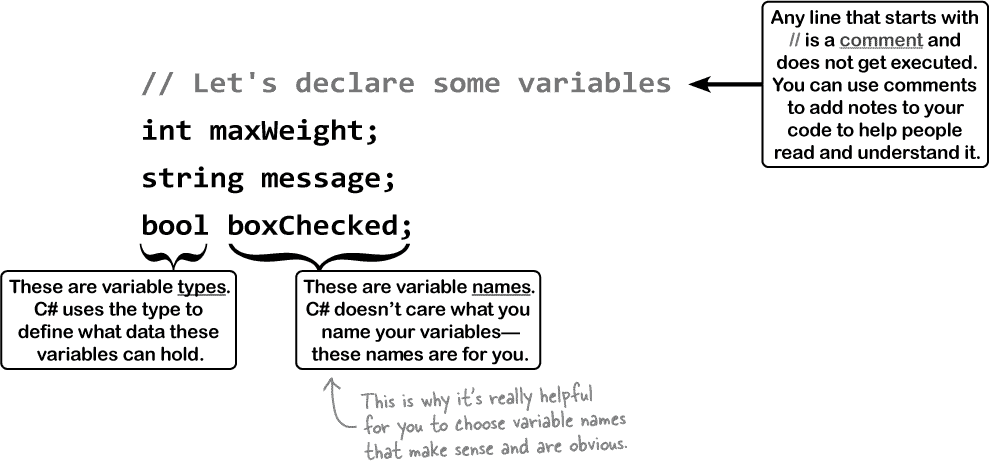 // Let's declare some variables
int maxWeight;
string message;
bool boxChecked;
Any line that starts with
// is a comment and
does not get executed.
You can use comments
to add notes to your
code to help people
read and understand it.
These are variable types.
C# uses the type to
define what data these
variables can hold.
These are variable names.
C# doesn’t care what you
name your variables—
these names are for you.
This is why it's really helpful
for you to choose variable names
that make sense and are obvious.